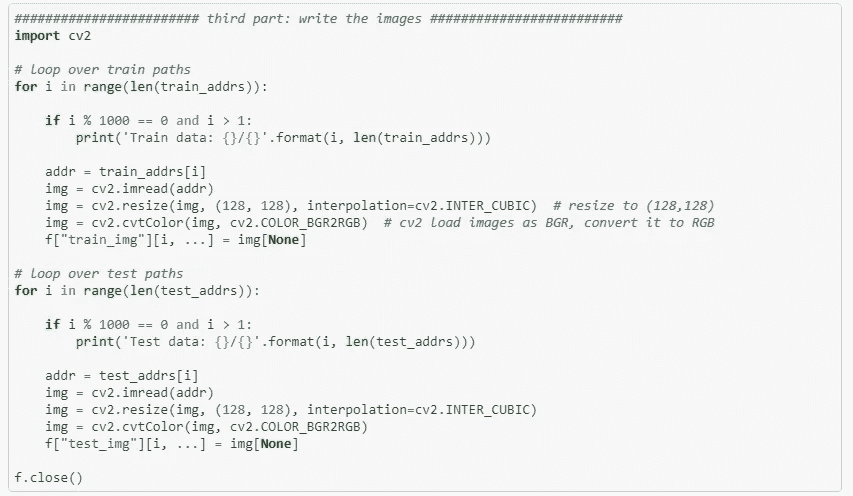 ######################## third part: write the images #########################
import cv2
# loop over train paths
for i in range(len(train_addrs)):
if i % 1000 == 0 and i > 1:
print('Train data: {}/{}'.format(i, len(train_addrs)))
addr = train_addrs[i]
img = cv2.imread(addr)
img = cv2.resize(img, (128, 128), interpolation=cv2.INTER_CUBIC)  # resize to (128,128)
img = cv2.cvtColor(img, cv2.COLOR_BGR2RGB)  # cv2 load images as BGR, convert it to RGB
f["train_img"][i, ...] = img[None]
# loop over test paths
for i in range(len(test_addrs)):
if i % 1000 == 0 and i > 1:
print('Test data: {}/{}'.format(i, len(test_addrs)))
addr = test_addrs[i]
img = cv2.imread(addr)
img = cv2.resize(img, (128, 128), interpolation=cv2.INTER_CUBIC)
img = cv2.cvtColor(img, cv2.COLOR_BGR2RGB)
f["test_img"][i, ...] = img[None]
f.close()